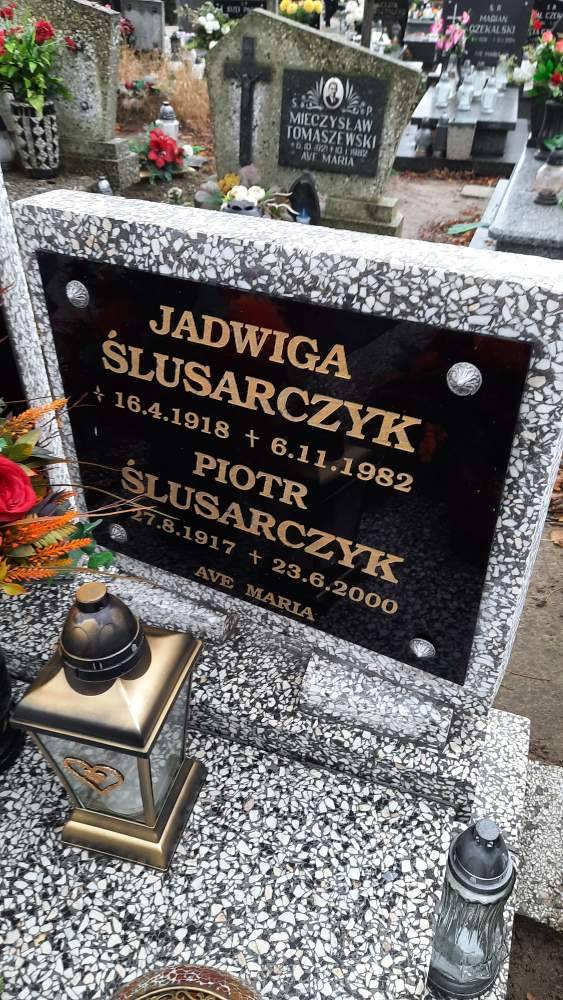 JADWIGA
ŚLUSARCZYK
* 16.4.1918 ✝ 6.11.1982
PIOTR
ŚLUSARCZYK
27.8.1917 ✝ 23.6.2000
AVE MARIA
Ś P
MIECZYSŁAW
TOMASZEWSKI
AVE MARIA
MARIAN